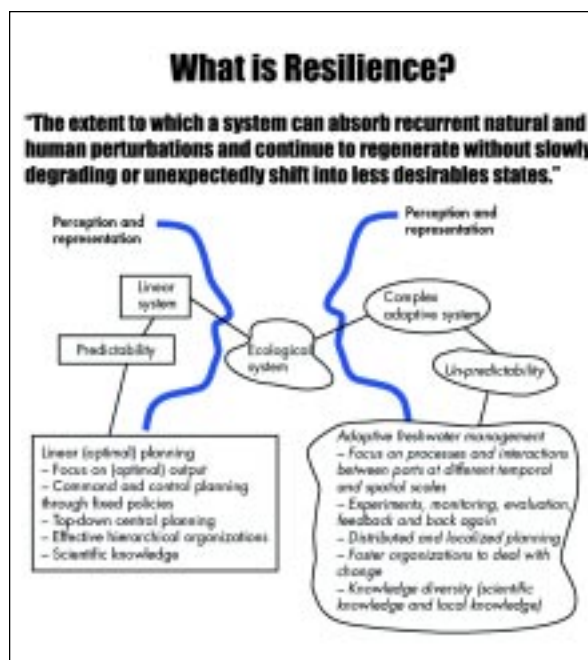 What is Resilience?
"The extent to which a system can absorb recurrent natural and
human perturbations and continue to regenerate without slowly
degrading or unexpectedly shift into less desirables states."
Perception and
representation
Perception and
representation
Linear
system
Complex
adaptive system
Ecological
system
Predictability
Un-predictability
Linear (optimal) planning
– Focus on (optimal) output
– Command and control planning
through fixed policies
– Top-down central planning
– Effective hierarchical organizations
– Scientific knowledge
Adaptive freshwater management
– Focus on processes and interactions
between parts at different temporal
and spatial scales
– Experiments, monitoring, evaluation,
feedback and back again
– Distributed and localized planning
– Foster organizations to deal with
change
– Knowledge diversity (scientific
knowledge and local knowledge)